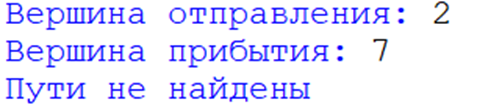 Вершина отправления: 2
Вершина прибытия: 7
Пути не найдены